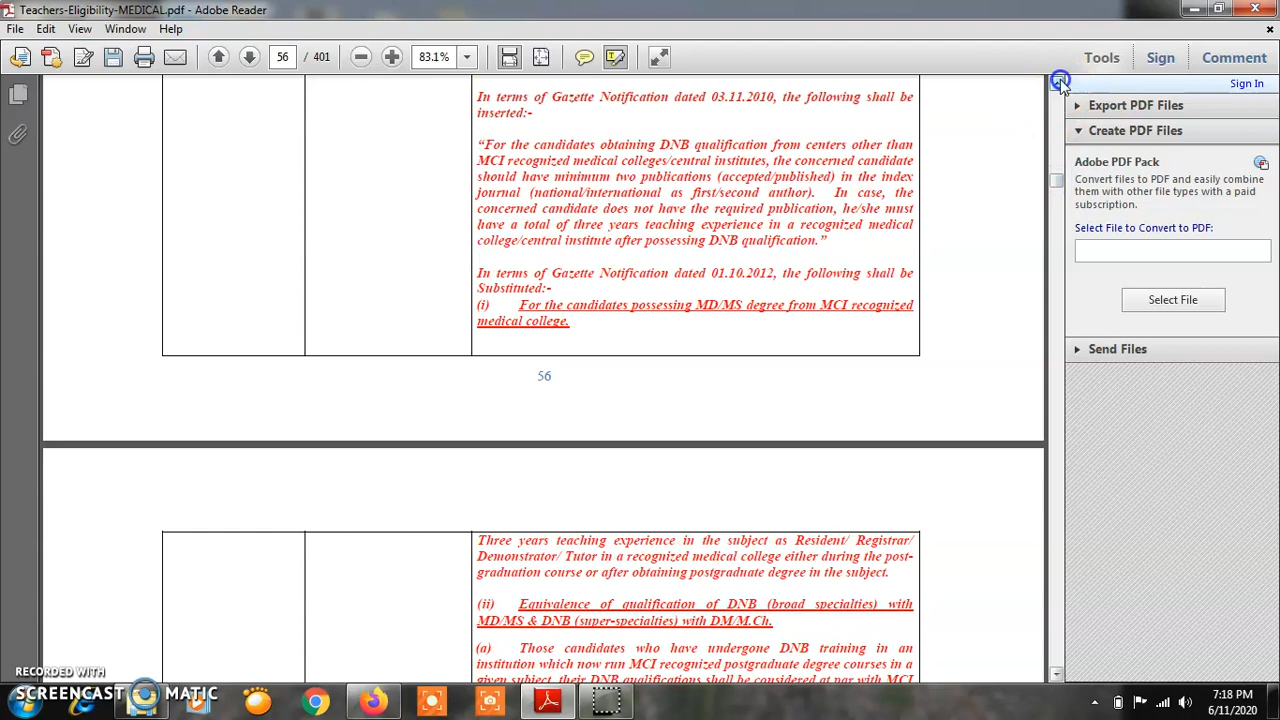 Teachers-Eligibility-MEDICAL.pdf - Adobe Reader
File Edit View Window Help
56 / 401 83.1% Tools Sign Comment
Sign In
Export PDF Files
Create PDF Files
Adobe PDF Pack
Convert files to PDF and easily combine
them with other file types with a paid
subscription.
Select File to Convert to PDF:
Select File
Send Files
In terms of Gazette Notification dated 03.11.2010, the following shall be
inserted:-
“For the candidates obtaining DNB qualification from centers other than
MCI recognized medical colleges/central institutes, the concerned candidate
should have minimum two publications (accepted/published) in the index
journal (national/international as first/second author). In case, the
concerned candidate does not have the required publication, he/she must
have a total of three years teaching experience in a recognized medical
college/central institute after possessing DNB qualification.”
In terms of Gazette Notification dated 01.10.2012, the following shall be
Substituted:-
(i) For the candidates possessing MD/MS degree from MCI recognized
medical college.
56
Three years teaching experience in the subject as Resident/ Registrar/
Demonstrator/ Tutor in a recognized medical college either during the post-
graduation course or after obtaining postgraduate degree in the subject.
(ii) Equivalence of qualification of DNB (broad specialties) with
MD/MS & DNB (super-specialties) with DM/M.Ch.
(a) Those candidates who have undergone DNB training in an
institution which now run MCI recognized postgraduate degree courses in a
given subject, their DNB qualifications shall be considered at par with MCI
RECORDED WITH
SCREENCAST MATIC
7:18 PM
6/11/2020